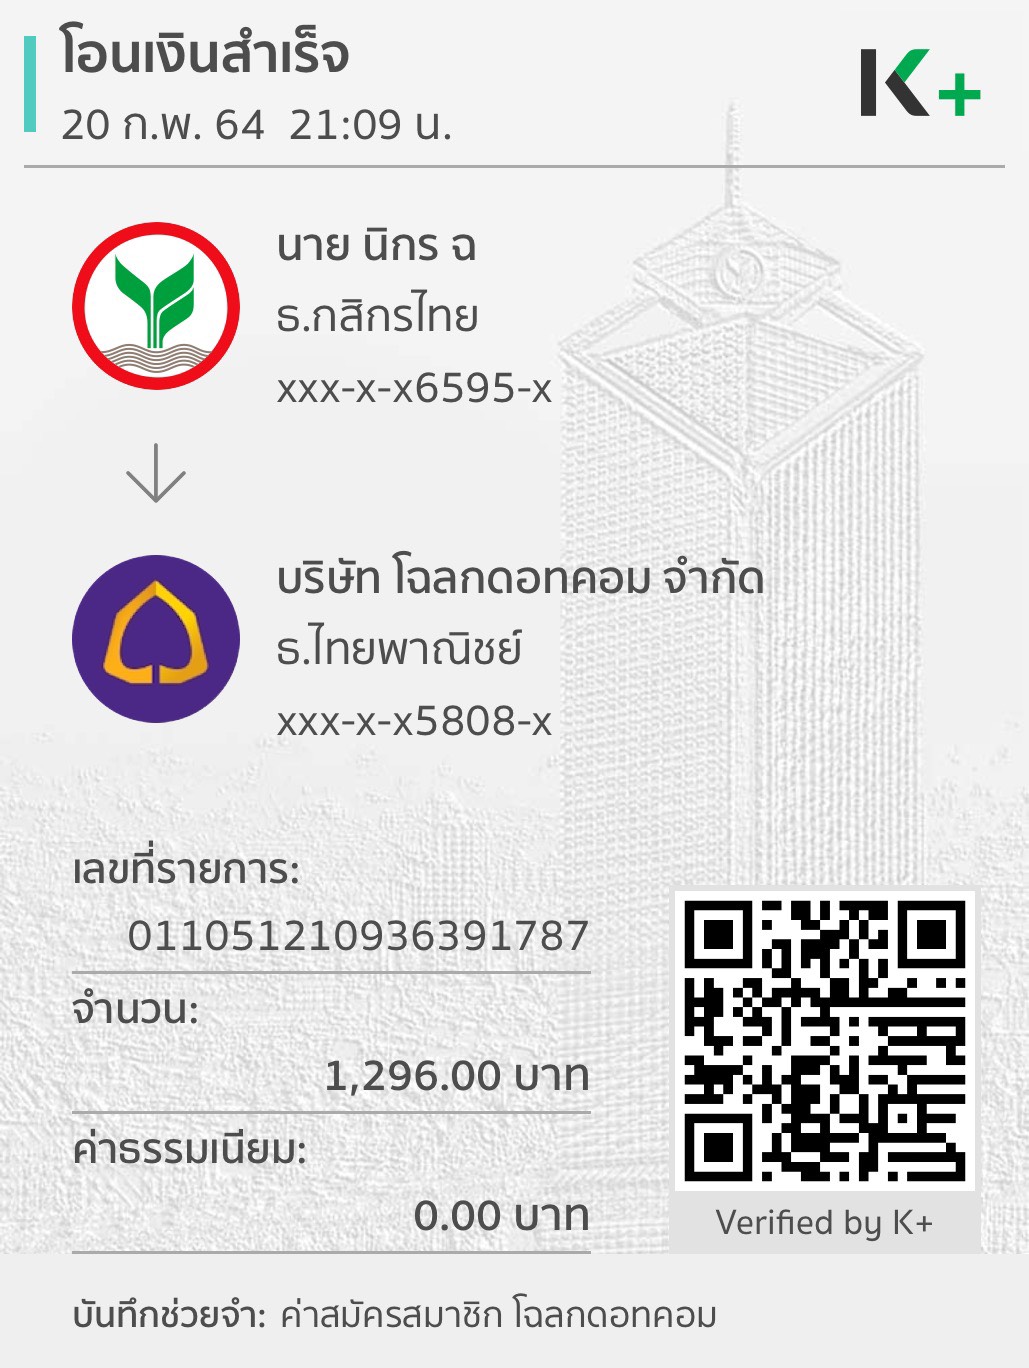 โอนเงินสำเร็จ
20 ก.พ. 64 21:09 น.
K+
นาย นิกร ฉ
ธ.กสิกรไทย
xxx-x-x6595-x
บริษัท โฉลกดอทคอม จำกัด
ธ.ไทยพาณิชย์
xxx-x-x5808-x
เลขที่รายการ:
011051210936391787
จำนวน:
1,296.00 บาท
ค่าธรรมเนียม:
0.00 บาท
Verified by K+
บันทึกช่วยจำ: ค่าสมัครสมาชิก โฉลกดอทคอม